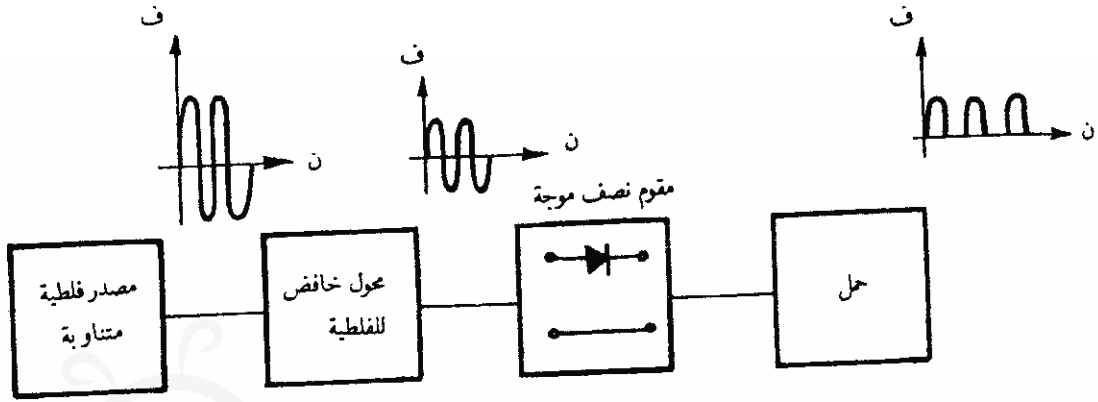 ف
ف
ف
ن
ن
ن
مقوم نصف موجة
مصدر فلطية
متناوبة
محول خافض
للفلطية
حمل